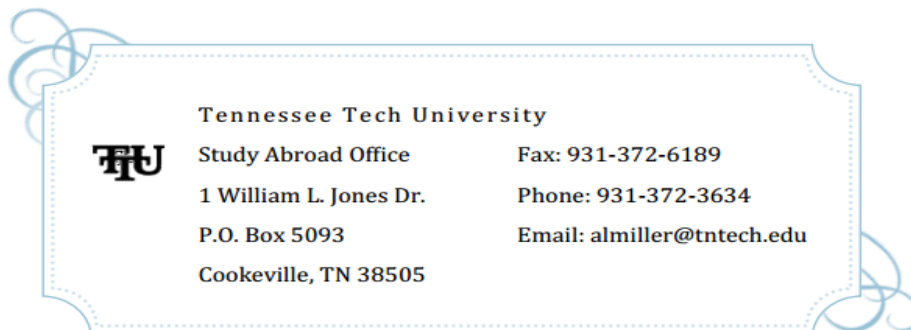 Tennessee Tech University
TTU
Study Abroad Office
Fax: 931-372-6189
1 William L. Jones Dr.
Phone: 931-372-3634
P.O. Box 5093
Email: almiller@tntech.edu
Cookeville, TN 38505